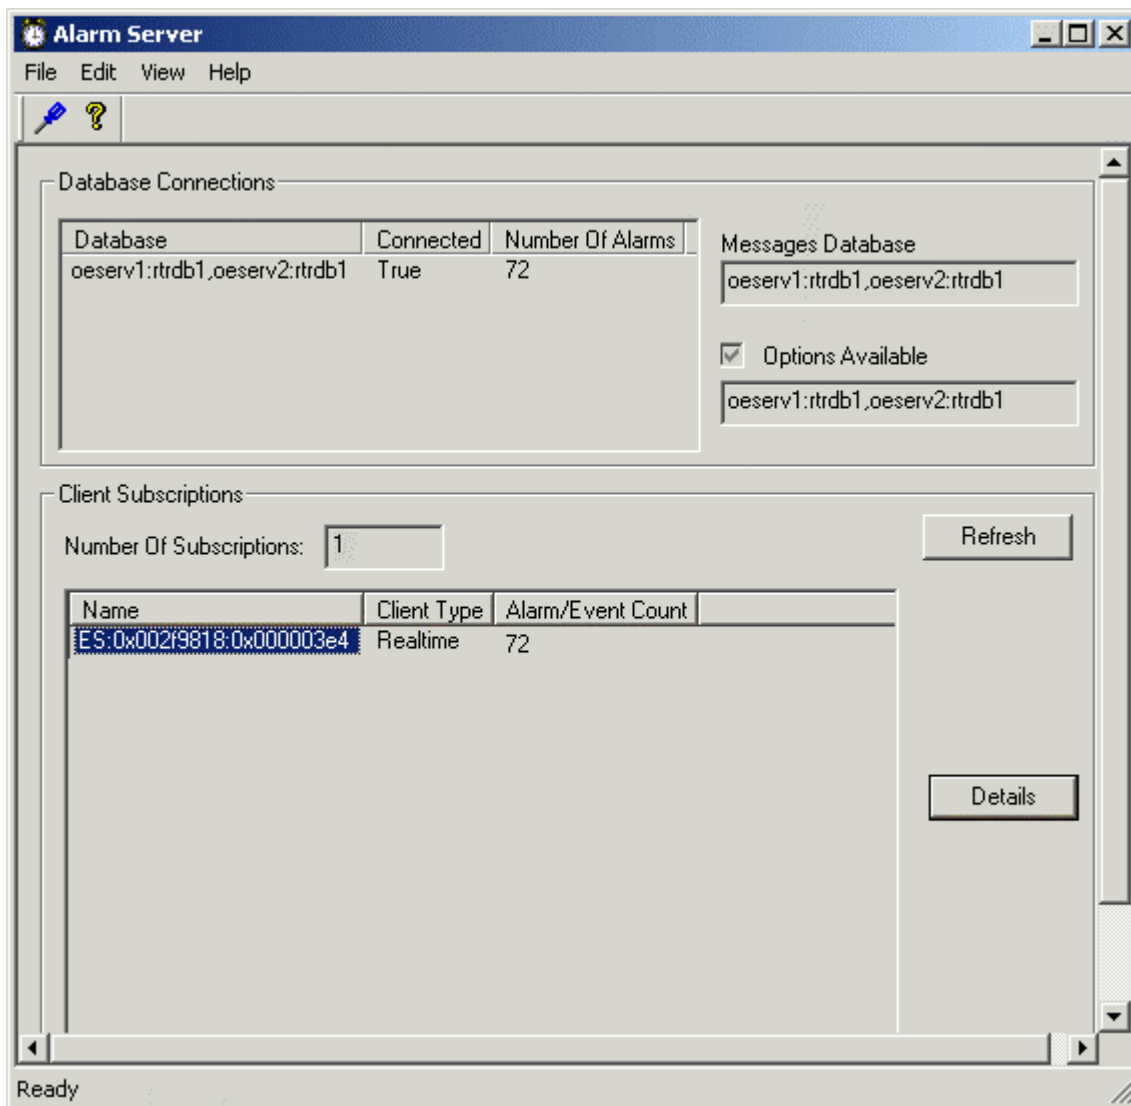 Alarm Server
File Edit View Help
Database Connections
Database Connected Number Of Alarms
oeserv1:rtrdb1,oeserv2:rtrdb1 True 72
Messages Database
oeserv1:rtrdb1,oeserv2:rtrdb1
Options Available
oeserv1:rtrdb1,oeserv2:rtrdb1
Client Subscriptions
Number Of Subscriptions: 1
Refresh
Name Client Type Alarm/Event Count
ES:0x002f9818:0x000003e4 Realtime 72
Details
Ready